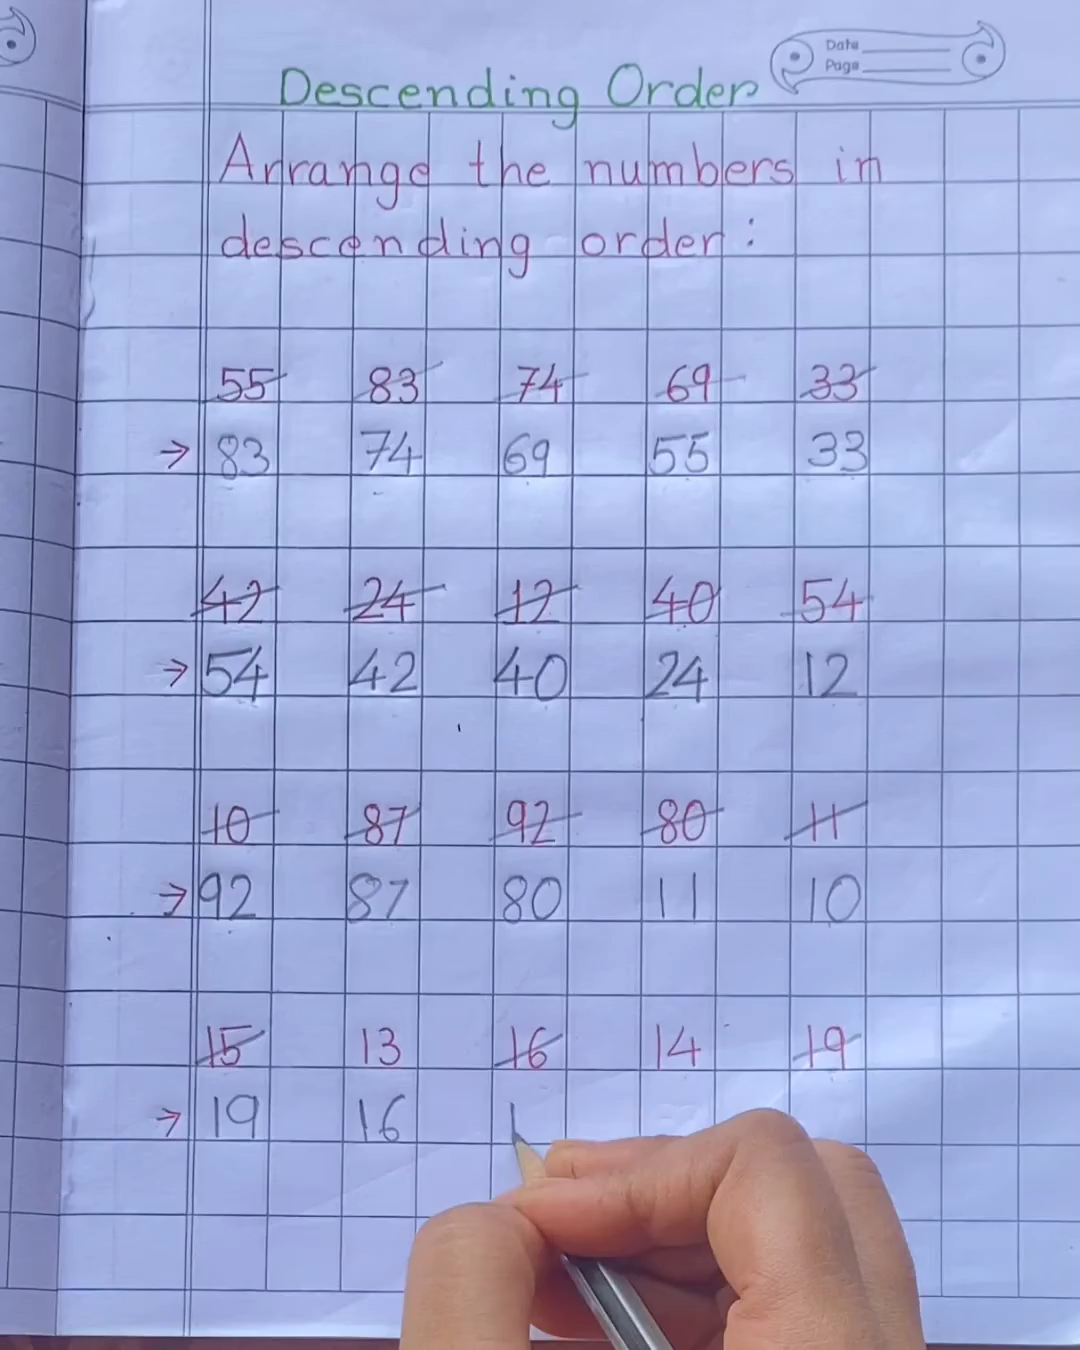 Date
Page
Descending Order
Arrange the numbers in
descending order:
55 83 74 69 33
→ 83 74 69 55 33
42 24 12 40 54
→ 54 42 40 24 12
10 87 92 80 11
→ 92 87 80 11 10
15 13 16 14 19
→ 19 16 1